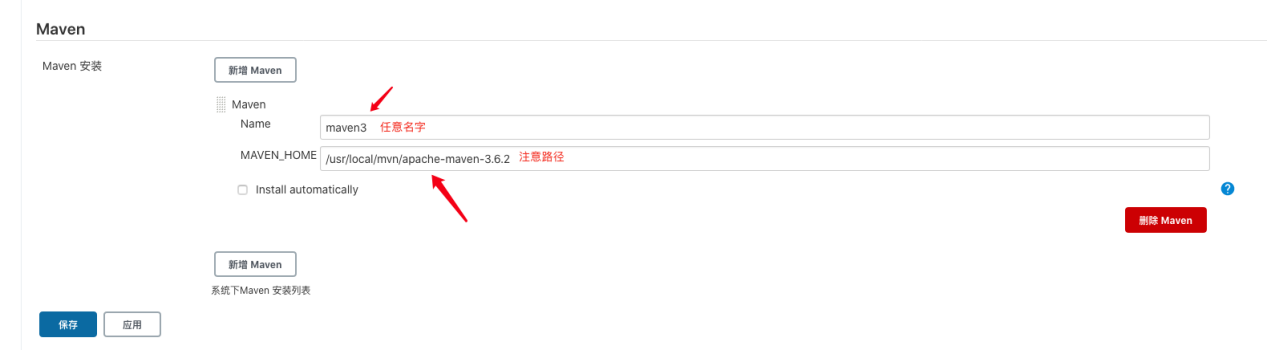 Maven
Maven 安装
新增 Maven
Maven
Name
maven3 任意名字
MAVEN_HOME
/usr/local/mvn/apache-maven-3.6.2 注意路径
Install automatically
?
删除 Maven
新增 Maven
系统下Maven 安装列表
保存 应用